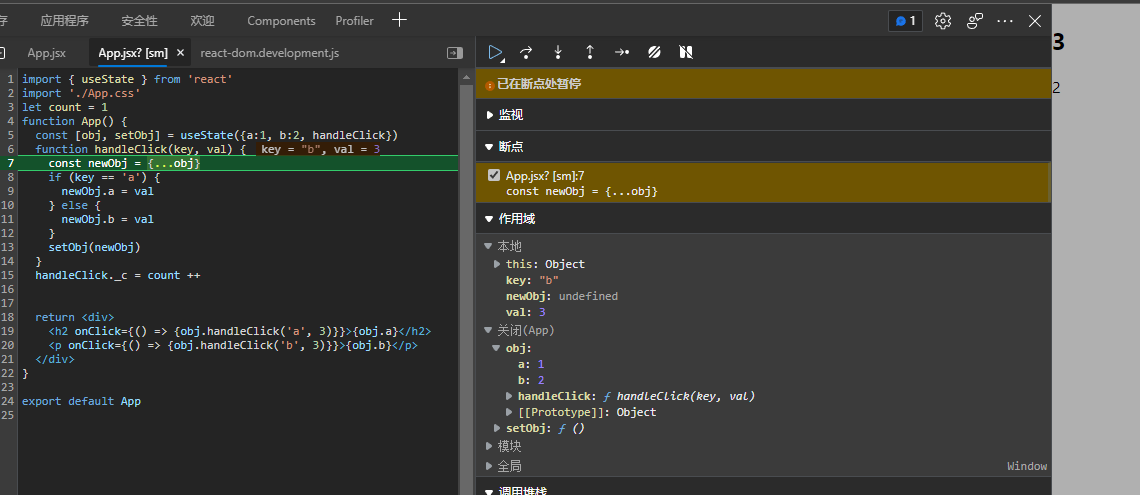 存 应用程序 安全性 欢迎 Components Profiler 1
App.jsx App.jsx? [sm] × react-dom.development.js
1 import { useState } from 'react'
2 import './App.css'
3 let count = 1
4 function App() {
5 const [obj, setObj] = useState({a:1, b:2, handleClick})
6 function handleClick(key, val) { key = "b", val = 3
7 const newObj = {...obj}
8 if (key == 'a') {
9 newObj.a = val
10 } else {
11 newObj.b = val
12 }
13 setObj(newObj)
14 }
15 handleClick._c = count ++
16
17
18 return <div>
19 <h2 onClick={() => {obj.handleClick('a', 3)}}>{obj.a}</h2>
20 <p onClick={() => {obj.handleClick('b', 3)}}>{obj.b}</p>
21 </div>
22 }
23
24 export default App
25
已在断点处暂停
监视
断点
App.jsx? [sm]:7
const newObj = {...obj}
作用域
本地
this: Object
key: "b"
newObj: undefined
val: 3
关闭(App)
obj:
a: 1
b: 2
handleClick: ƒ handleClick(key, val)
[[Prototype]]: Object
setObj: ƒ ()
模块
全局 Window
调用堆栈
3
2